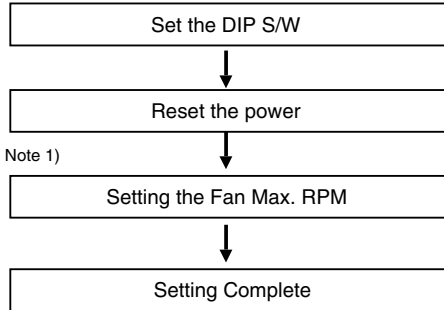 Set the DIP S/W
Reset the power
Note 1)
Setting the Fan Max. RPM
Setting Complete